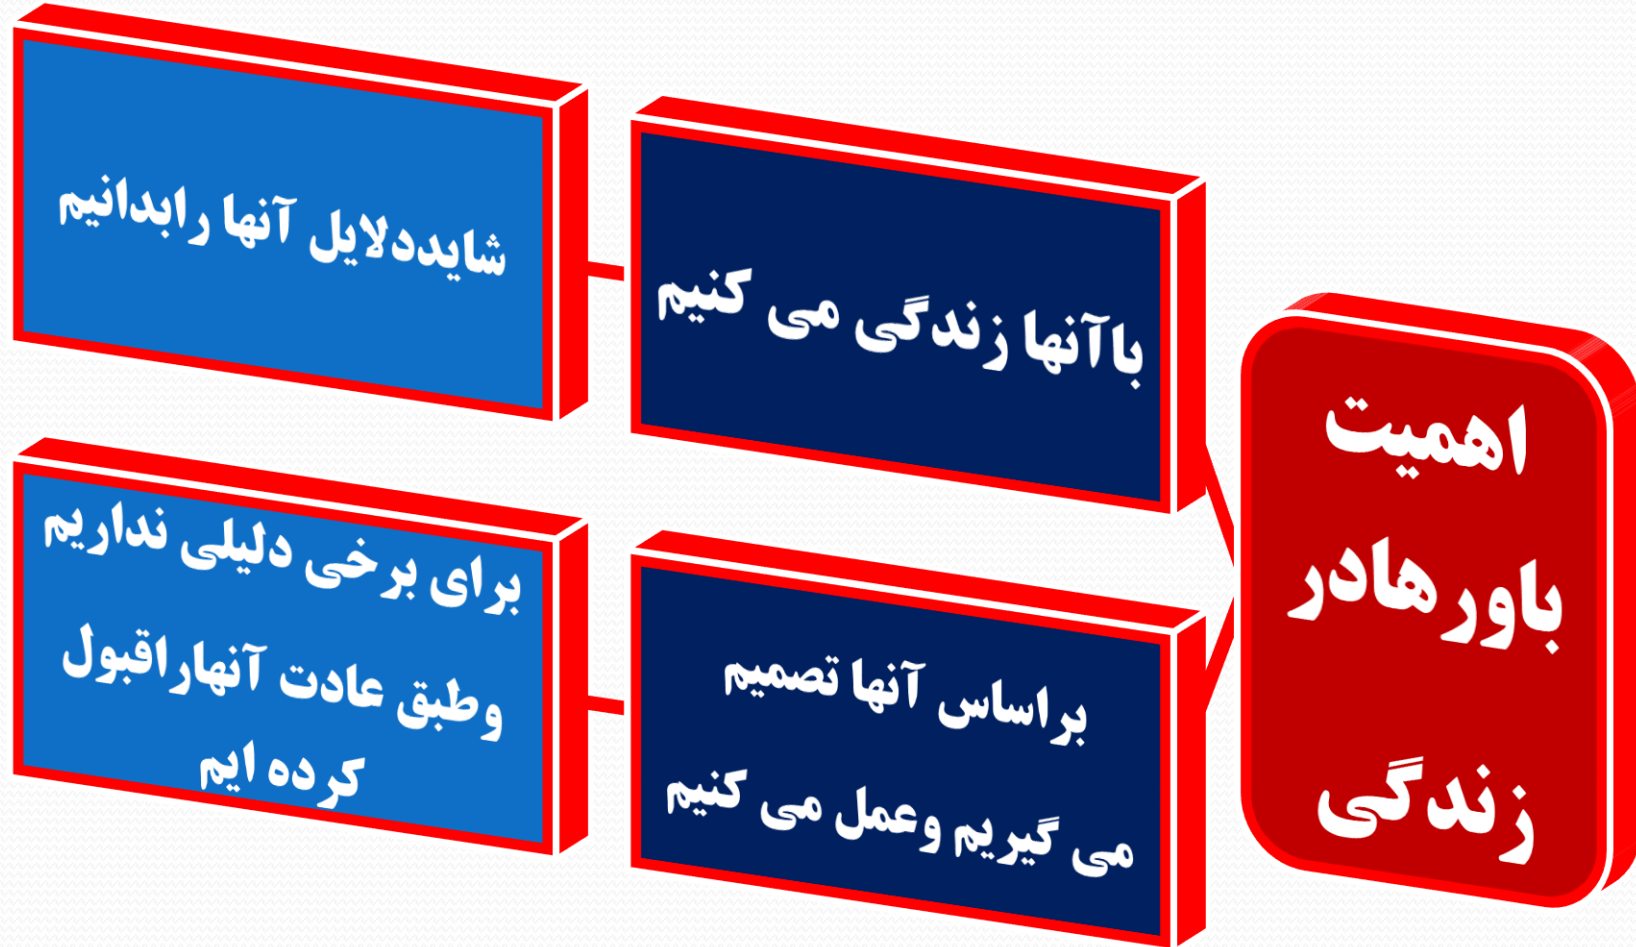 اهمیت
باورهادر
زندگی
باآنها زندگی می کنیم
شایددلایل آنها رابدانیم
براساس آنها تصمیم
می گیریم وعمل می کنیم
برای برخی دلیلی نداریم
وطبق عادت آنهاراقبول
کرده ایم